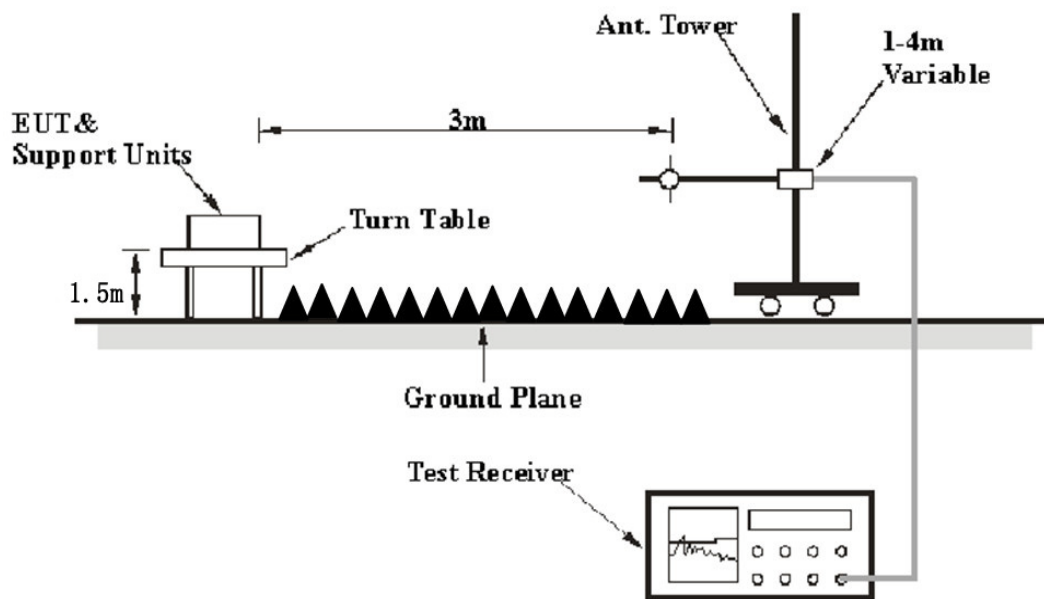 Ant. Tower
1-4m
Variable
EUT&
Support Units
3m
Turn Table
1.5m
Ground Plane
Test Receiver